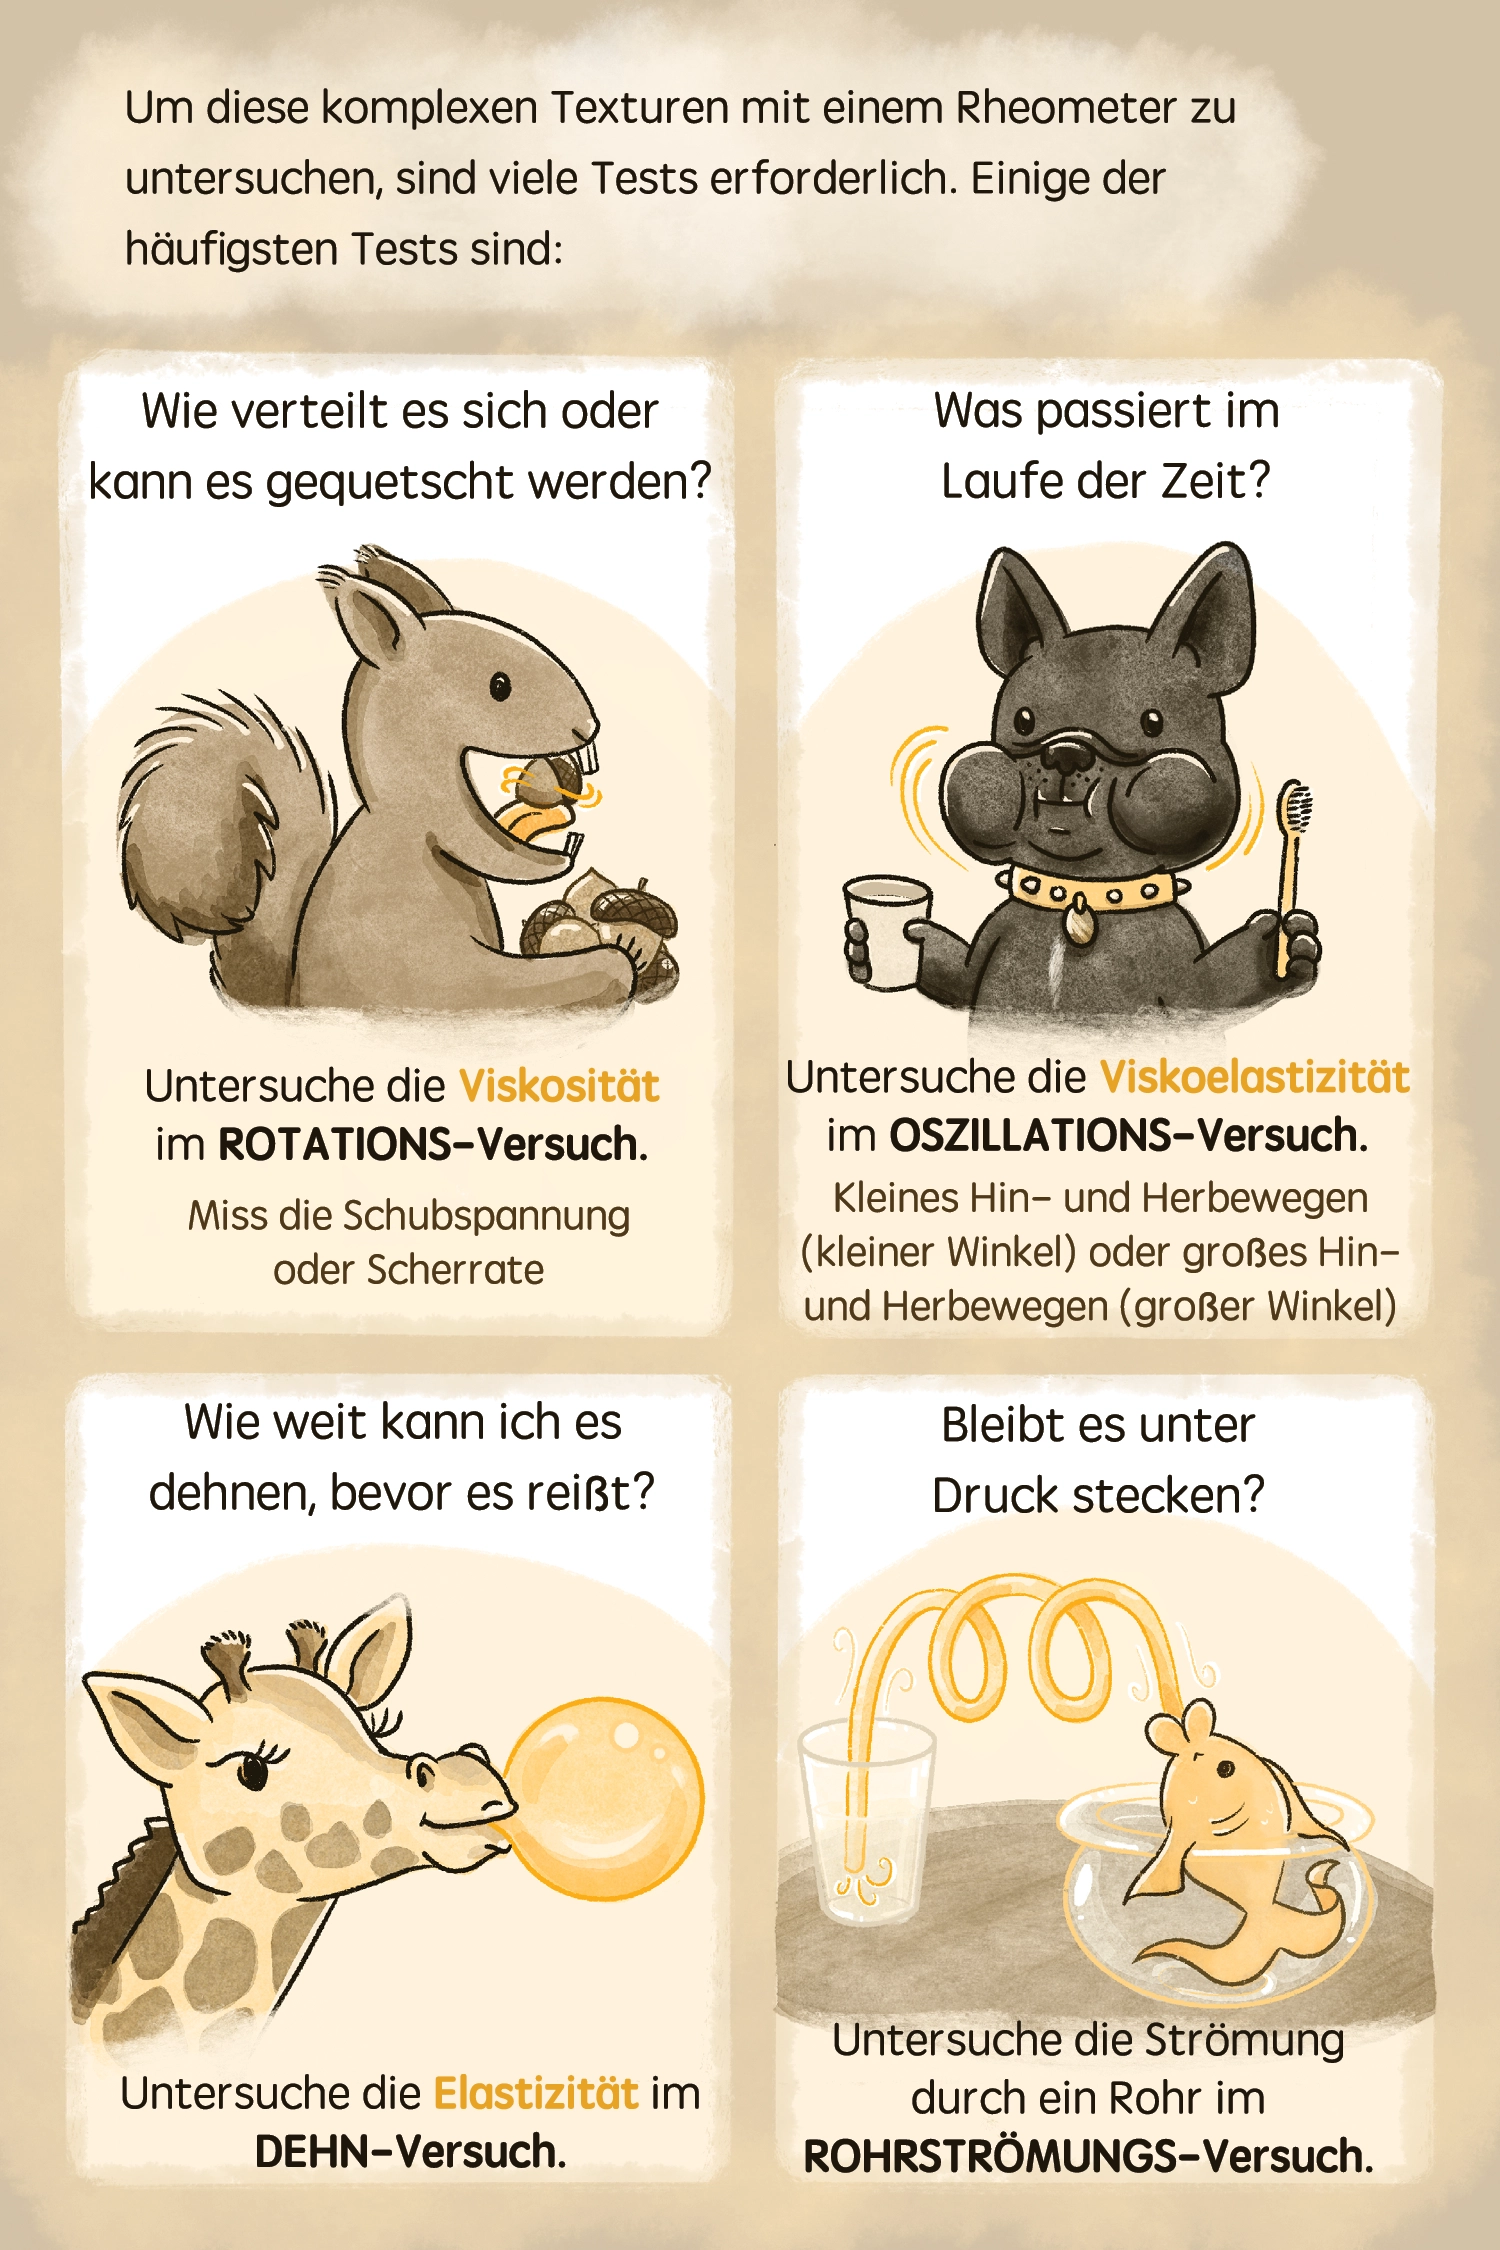 Um diese komplexen Texturen mit einem Rheometer zu
untersuchen, sind viele Tests erforderlich. Einige der
häufigsten Tests sind:
Wie verteilt es sich oder
kann es gequetscht werden?
Untersuche die Viskosität
im ROTATIONS-Versuch.
Miss die Schubspannung
oder Scherrate
Was passiert im
Laufe der Zeit?
Untersuche die Viskoelastizität
im OSZILLATIONS-Versuch.
Kleines Hin- und Herbewegen
(kleiner Winkel) oder großes Hin-
und Herbewegen (großer Winkel)
Wie weit kann ich es
dehnen, bevor es reißt?
Untersuche die Elastizität im
DEHN-Versuch.
Bleibt es unter
Druck stecken?
Untersuche die Strömung
durch ein Rohr im
ROHRSTRÖMUNGS-Versuch.